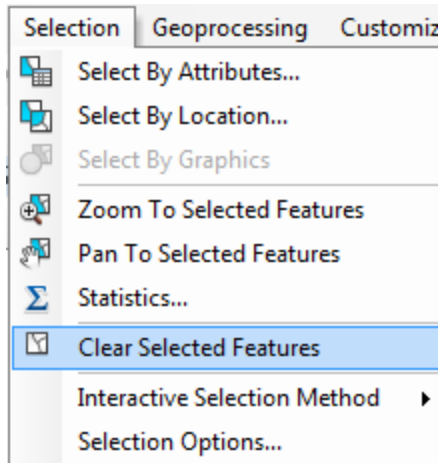 Selection Geoprocessing Customiz
Select By Attributes...
Select By Location...
Select By Graphics
Zoom To Selected Features
Pan To Selected Features
Statistics...
Clear Selected Features
Interactive Selection Method
Selection Options...